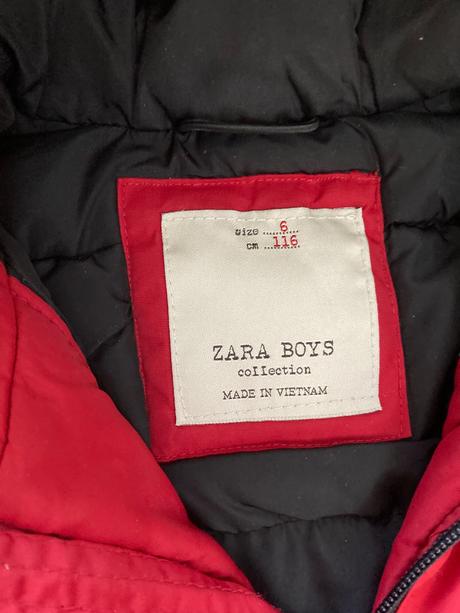 size 6
cm 116
ZARA BOYS
collection
MADE IN VIETNAM